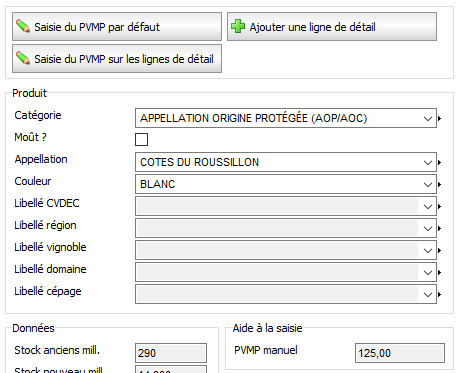 Saisie du PVMP par défaut
Ajouter une ligne de détail
Saisie du PVMP sur les lignes de détail
Produit
Catégorie
APPELLATION ORIGINE PROTÉGÉE (AOP/AOC)
Moût ?
Appellation
COTES DU ROUSSILLON
Couleur
BLANC
Libellé CVDEC
Libellé région
Libellé vignoble
Libellé domaine
Libellé cépage
Données
Aide à la saisie
Stock anciens mill.
290
PVMP manuel
125,00
Stock nouveau mill